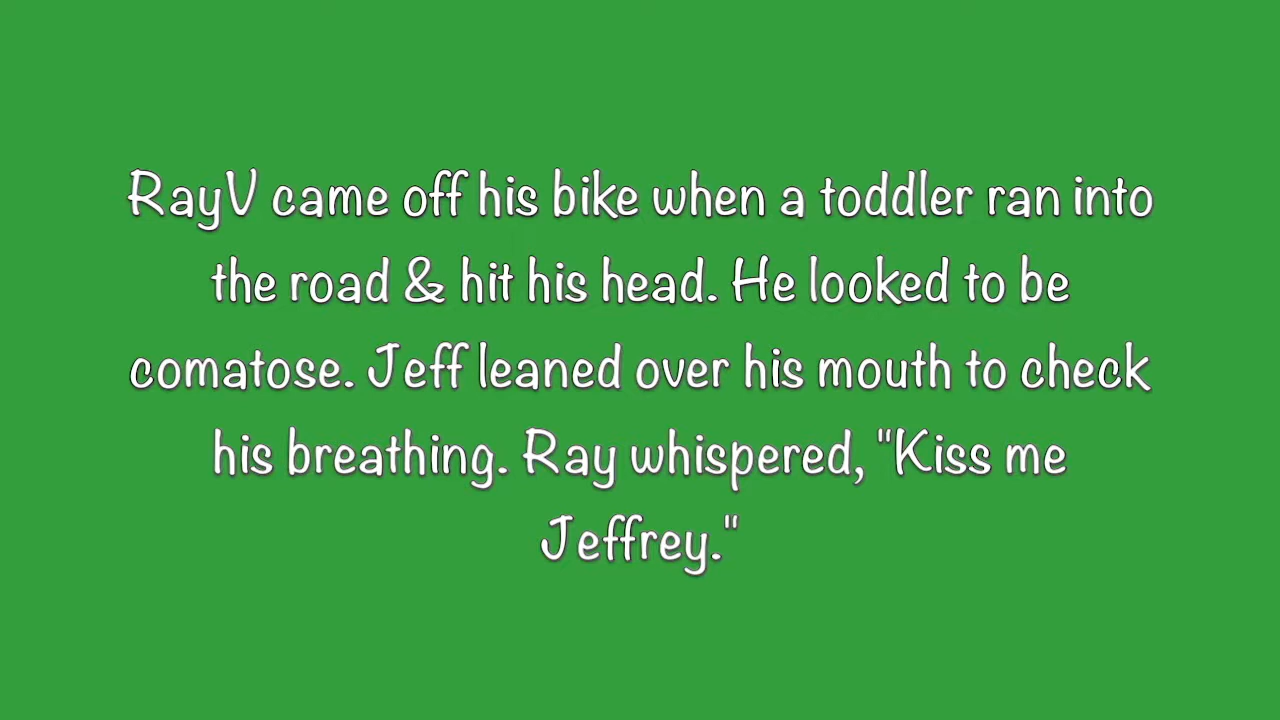 RayV came off his bike when a toddler ran into
the road & hit his head. He looked to be
comatose. Jeff leaned over his mouth to check
his breathing. Ray whispered, "Kiss me
Jeffrey."